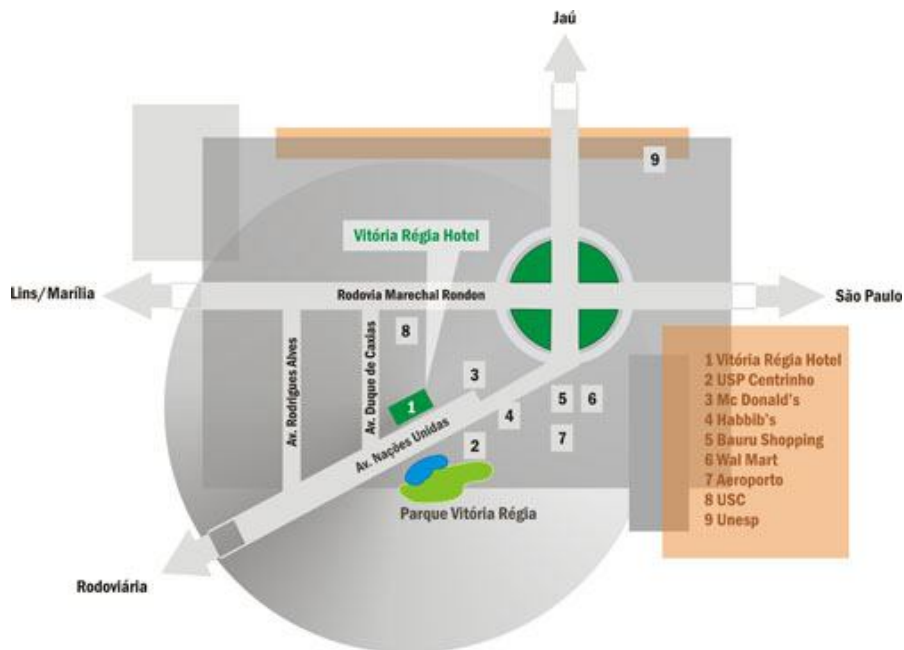 Jaú
9
Vitória Régia Hotel
Lins/Marília
Rodovia Marechal Rondon
São Paulo
8
Av. Rodrigues Alves
Av. Duque de Caxias
3
1
5
6
4
Av. Nações Unidas
2
7
Parque Vitória Régia
Rodoviária
1 Vitória Régia Hotel
2 USP Centrinho
3 Mc Donald's
4 Habbib's
5 Bauru Shopping
6 Wal Mart
7 Aeroporto
8 USC
9 Unesp